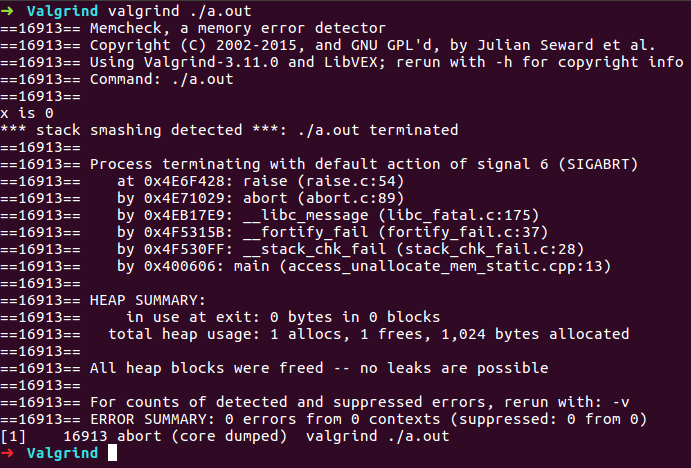 ➜ Valgrind valgrind ./a.out
==16913== Memcheck, a memory error detector
==16913== Copyright (C) 2002-2015, and GNU GPL'd, by Julian Seward et al.
==16913== Using Valgrind-3.11.0 and LibVEX; rerun with -h for copyright info
==16913== Command: ./a.out
==16913==
x is 0
*** stack smashing detected ***: ./a.out terminated
==16913==
==16913== Process terminating with default action of signal 6 (SIGABRT)
==16913==    at 0x4E6F428: raise (raise.c:54)
==16913==    by 0x4E71029: abort (abort.c:89)
==16913==    by 0x4EB17E9: __libc_message (libc_fatal.c:175)
==16913==    by 0x4F5315B: __fortify_fail (fortify_fail.c:37)
==16913==    by 0x4F530FF: __stack_chk_fail (stack_chk_fail.c:28)
==16913==    by 0x400606: main (access_unallocate_mem_static.cpp:13)
==16913==
==16913== HEAP SUMMARY:
==16913==     in use at exit: 0 bytes in 0 blocks
==16913==   total heap usage: 1 allocs, 1 frees, 1,024 bytes allocated
==16913==
==16913== All heap blocks were freed -- no leaks are possible
==16913==
==16913== For counts of detected and suppressed errors, rerun with: -v
==16913== ERROR SUMMARY: 0 errors from 0 contexts (suppressed: 0 from 0)
[1]    16913 abort (core dumped)  valgrind ./a.out
➜ Valgrind